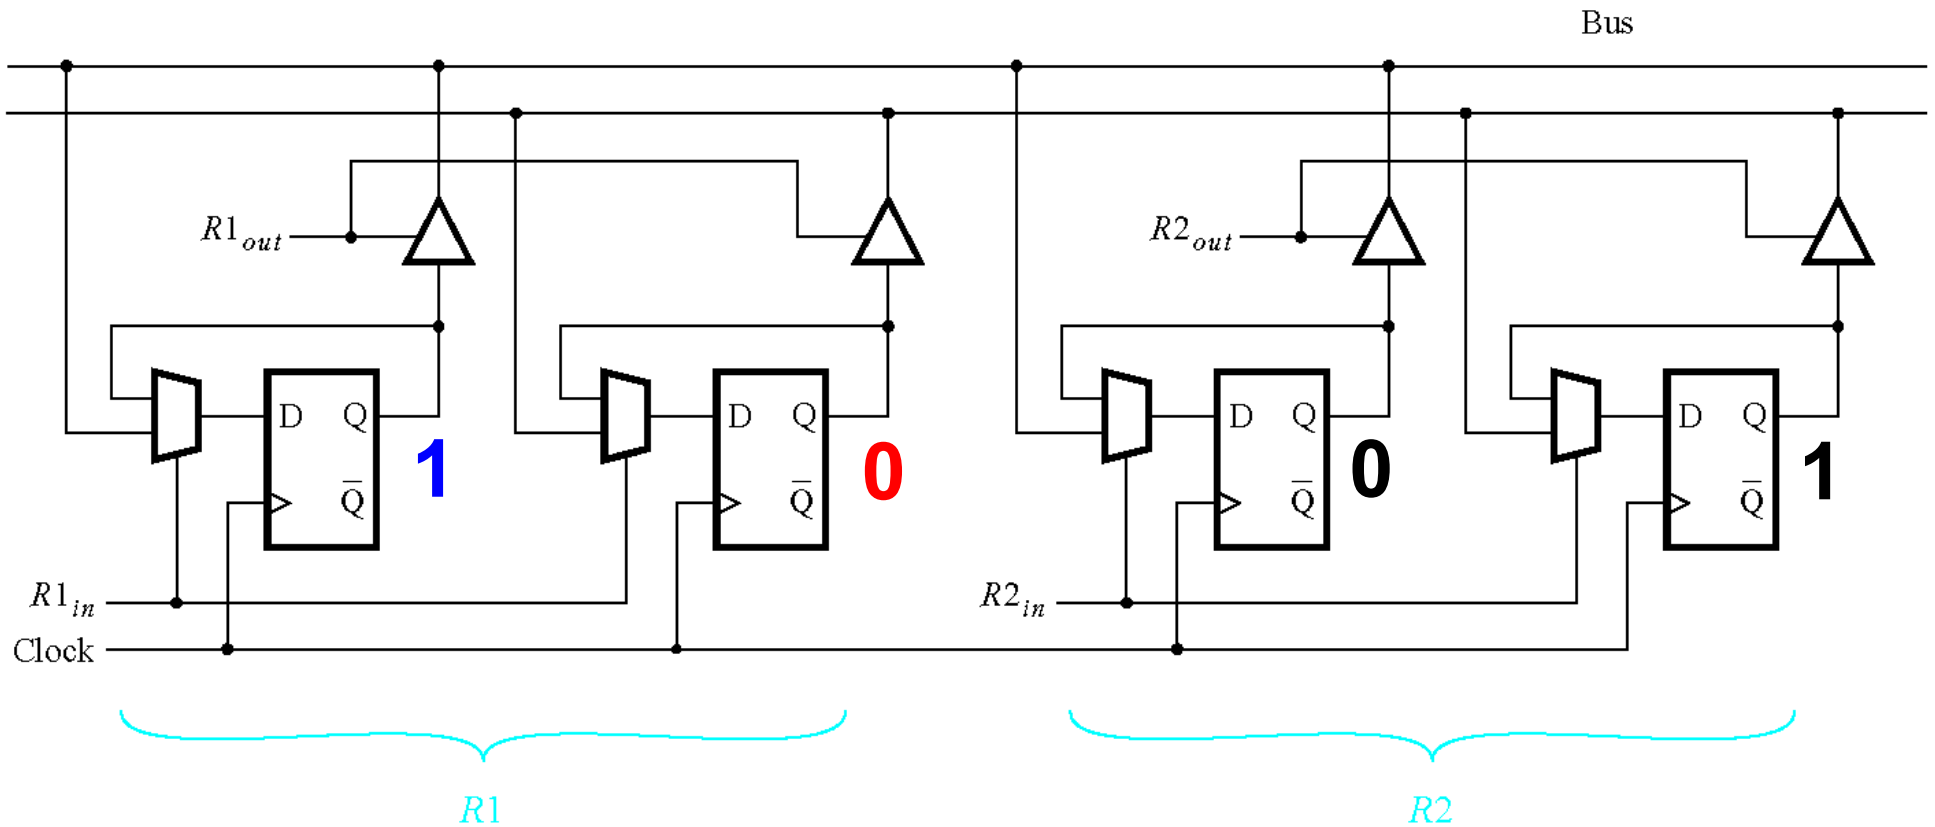 Bus
R1out
R2out
D Q
D Q
D Q
D Q
1
0
0
1
Q̅
Q̅
Q̅
Q̅
R1in
R2in
Clock
R1
R2